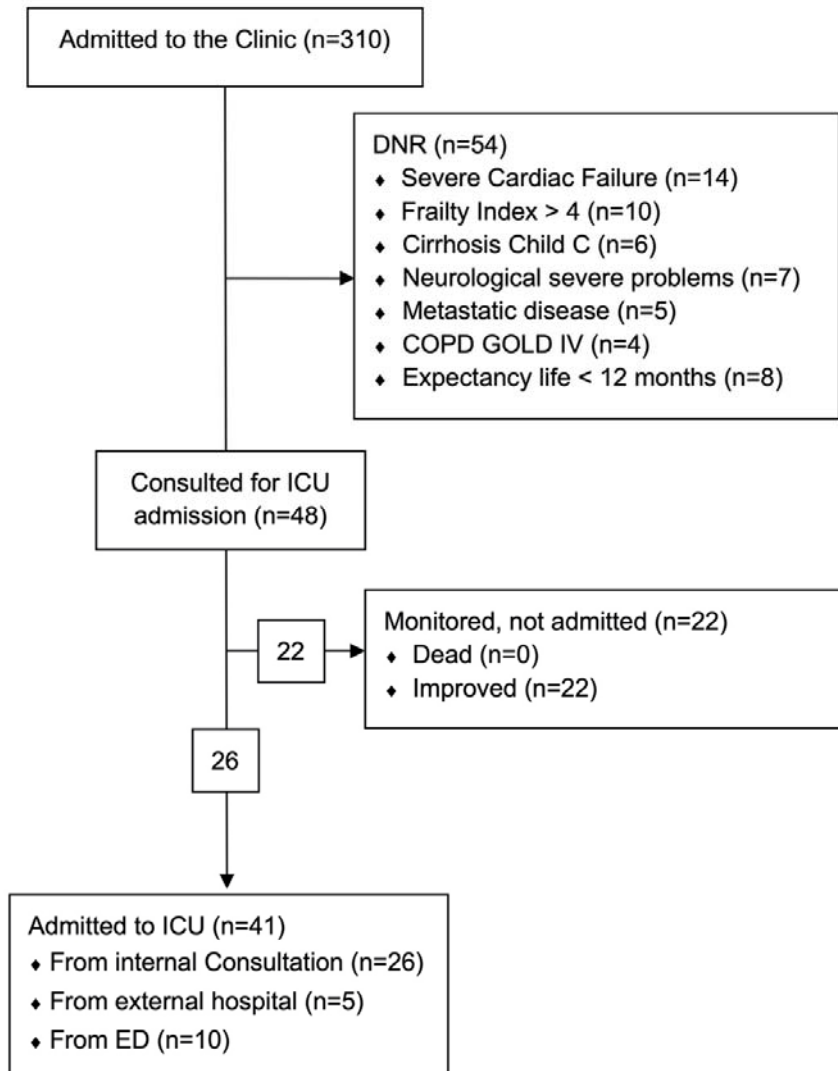 Admitted to the Clinic (n=310)
DNR (n=54)
♦ Severe Cardiac Failure (n=14)
♦ Frailty Index > 4 (n=10)
♦ Cirrhosis Child C (n=6)
♦ Neurological severe problems (n=7)
♦ Metastatic disease (n=5)
♦ COPD GOLD IV (n=4)
♦ Expectancy life < 12 months (n=8)
Consulted for ICU
admission (n=48)
22
Monitored, not admitted (n=22)
♦ Dead (n=0)
♦ Improved (n=22)
26
Admitted to ICU (n=41)
♦ From internal Consultation (n=26)
♦ From external hospital (n=5)
♦ From ED (n=10)